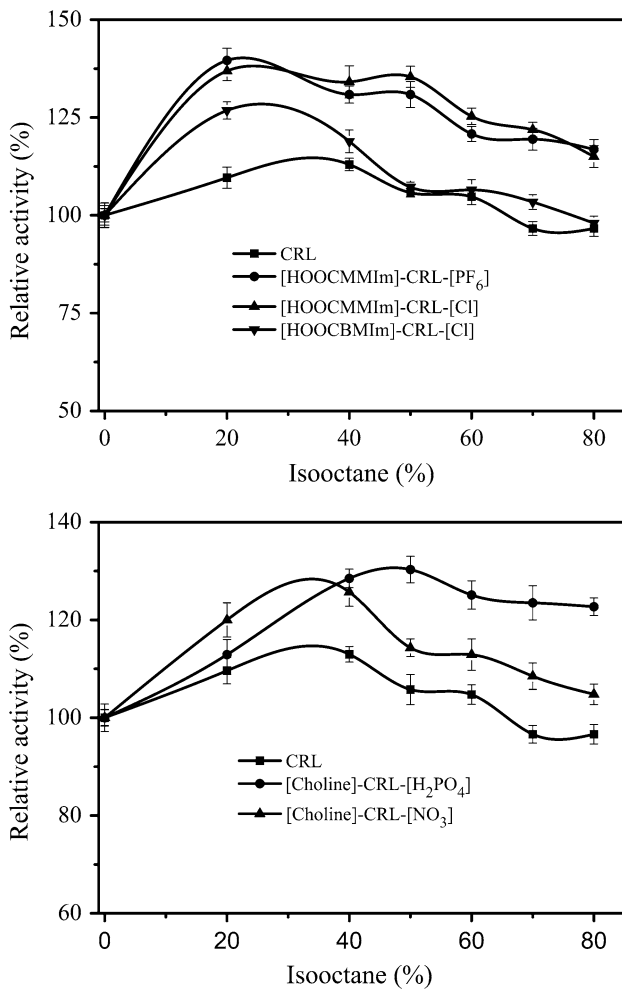 150
125
100
75
50
Relative activity (%)
CRL
[HOOCMMIm]-CRL-[PF6]
[HOOCMMIm]-CRL-[Cl]
[HOOCBMIm]-CRL-[Cl]
0 20 40 60 80
Isooctane (%)
140
120
100
80
60
Relative activity (%)
CRL
[Choline]-CRL-[H2PO4]
[Choline]-CRL-[NO3]
0 20 40 60 80
Isooctane (%)